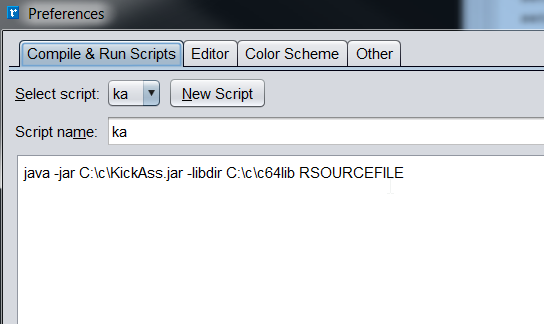 Preferences
Compile & Run Scripts Editor Color Scheme Other
Select script: ka New Script
Script name: ka
java -jar C:\c\KickAss.jar -libdir C:\c\c64lib RSOURCEFILE